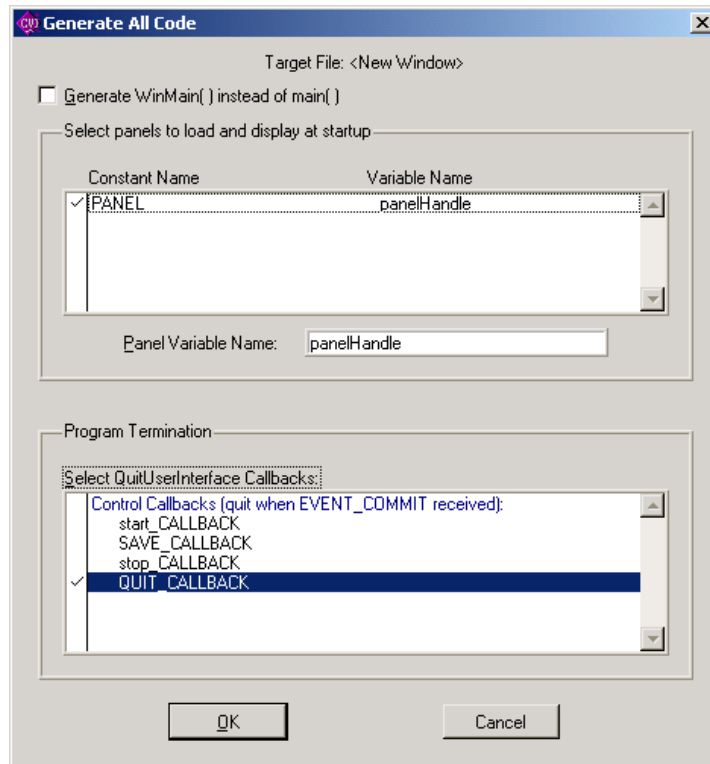 CVI Generate All Code
Target File: <New Window>
Generate WinMain( ) instead of main( )
Select panels to load and display at startup
Constant Name Variable Name
PANEL panelHandle
Panel Variable Name: panelHandle
Program Termination
Select QuitUserInterface Callbacks:
Control Callbacks (quit when EVENT_COMMIT received):
start_CALLBACK
SAVE_CALLBACK
stop_CALLBACK
QUIT_CALLBACK
OK Cancel